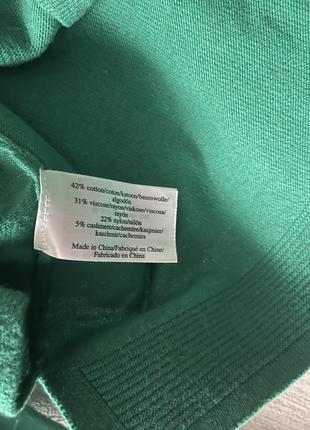 42% cotton/coton/katoen/baumwolle/
algodón
31% viscose/rayon/viskose/viscosa/
rayón
22% nylon/nilón
5% cashmere/cachemire/kasjmier/
kaschmir/cachemira
Made in China/Fabriqué en Chine/
Fabricado en China